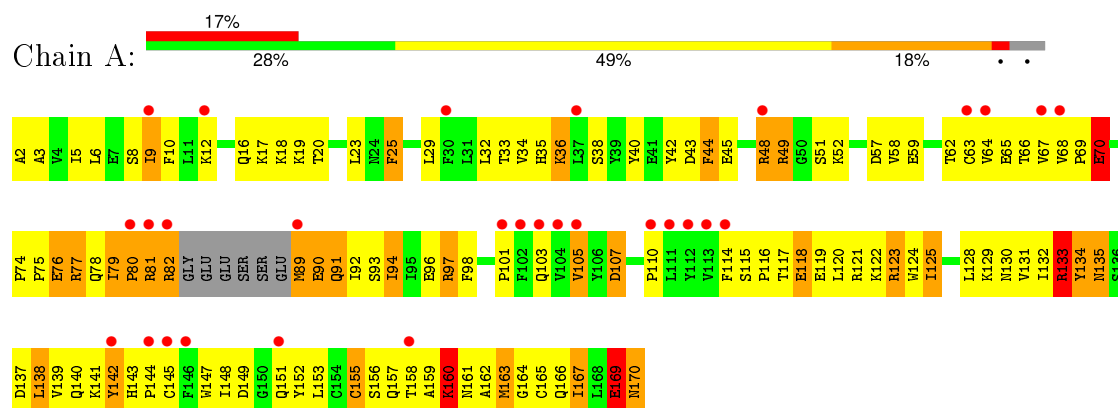 17%
Chain A:
28% 49% 18% • •
A2 A3 V4 I5 L6 E7 S8 I9 F10 L11 K12 Q16 K17 K18 K19 T20 L23 N24 F25 L29 F30 L31 L32 T33 V34 H35 K36 L37 S38 Y39 Y40 E41 Y42 D43 F44 E45 R48 R49 G50 S51 K52 D57 V58 E59 T62 C63 V64 E65 T66 V67 V68 P69 E70
P74 P75 E76 R77 Q78 I79 P80 R81 R82 GLY GLU GLU SER SER GLU M89 E90 Q91 I92 S93 I94 I95 E96 R97 F98 P101 F102 Q103 V104 V105 Y106 D107 P110 L111 Y112 V113 F114 S115 P116 T117 E118 E119 L120 R121 K122 R123 W124 I125 L128 K129 N130 V131 I132 R133 Y134 N135 S136
D137 L138 V139 Q140 K141 Y142 H143 P144 C145 F146 W147 I148 D149 G150 Q151 Y152 L153 C154 C155 S156 Q157 T158 A159 K160 N161 A162 M163 G164 C165 Q166 I167 L168 E169 N170